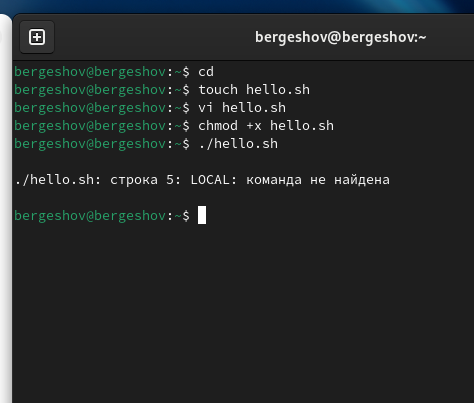 bergeshov@bergeshov:~
bergeshov@bergeshov:~$ cd
bergeshov@bergeshov:~$ touch hello.sh
bergeshov@bergeshov:~$ vi hello.sh
bergeshov@bergeshov:~$ chmod +x hello.sh
bergeshov@bergeshov:~$ ./hello.sh
./hello.sh: строка 5: LOCAL: команда не найдена
bergeshov@bergeshov:~$